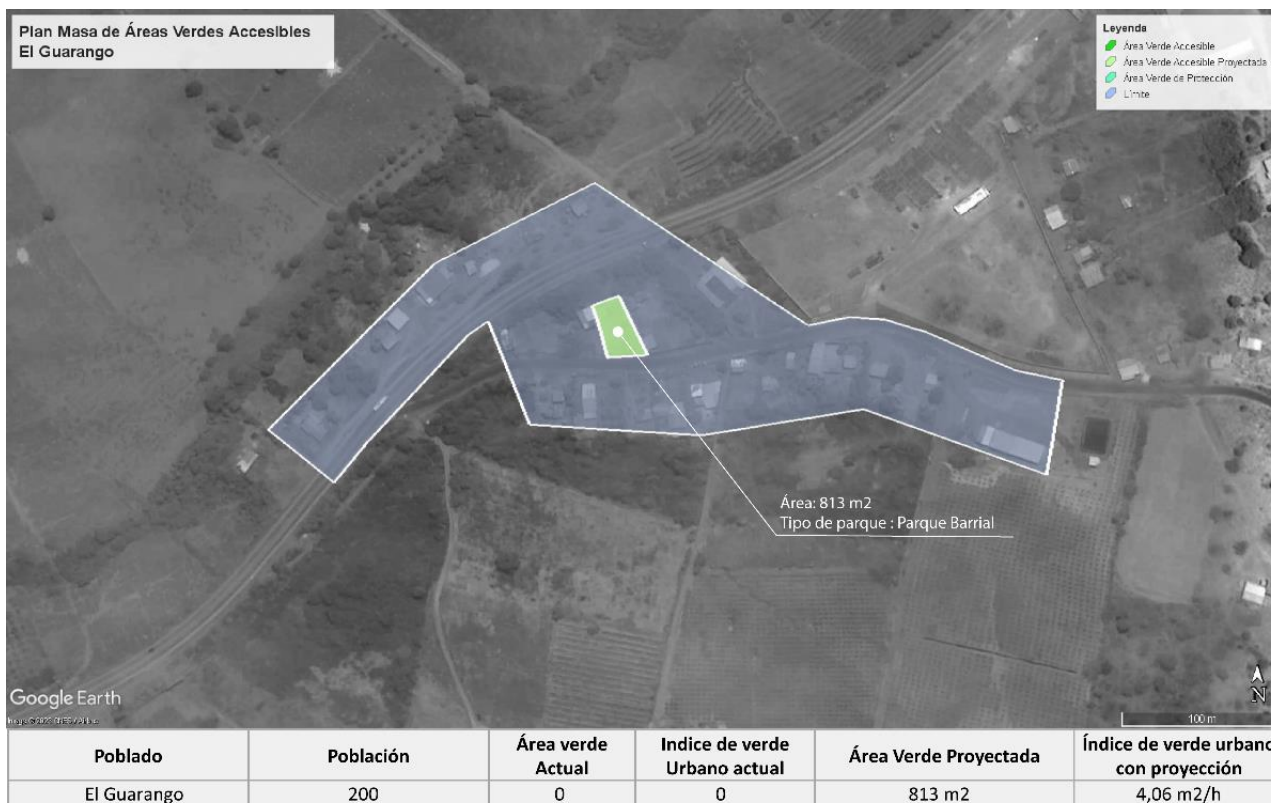 Plan Masa de Áreas Verdes Accesibles
El Guarango
Leyenda
Área Verde Accesible
Área Verde Accesible Proyectada
Área Verde de Protección
Límite
Área: 813 m2
Tipo de parque : Parque Barrial
Google Earth
N
100 m
Poblado
Población
Área verde
Actual
Indice de verde
Urbano actual
Área Verde Proyectada
Índice de verde urbano
con proyección
El Guarango
200
0
0
813 m2
4,06 m2/h